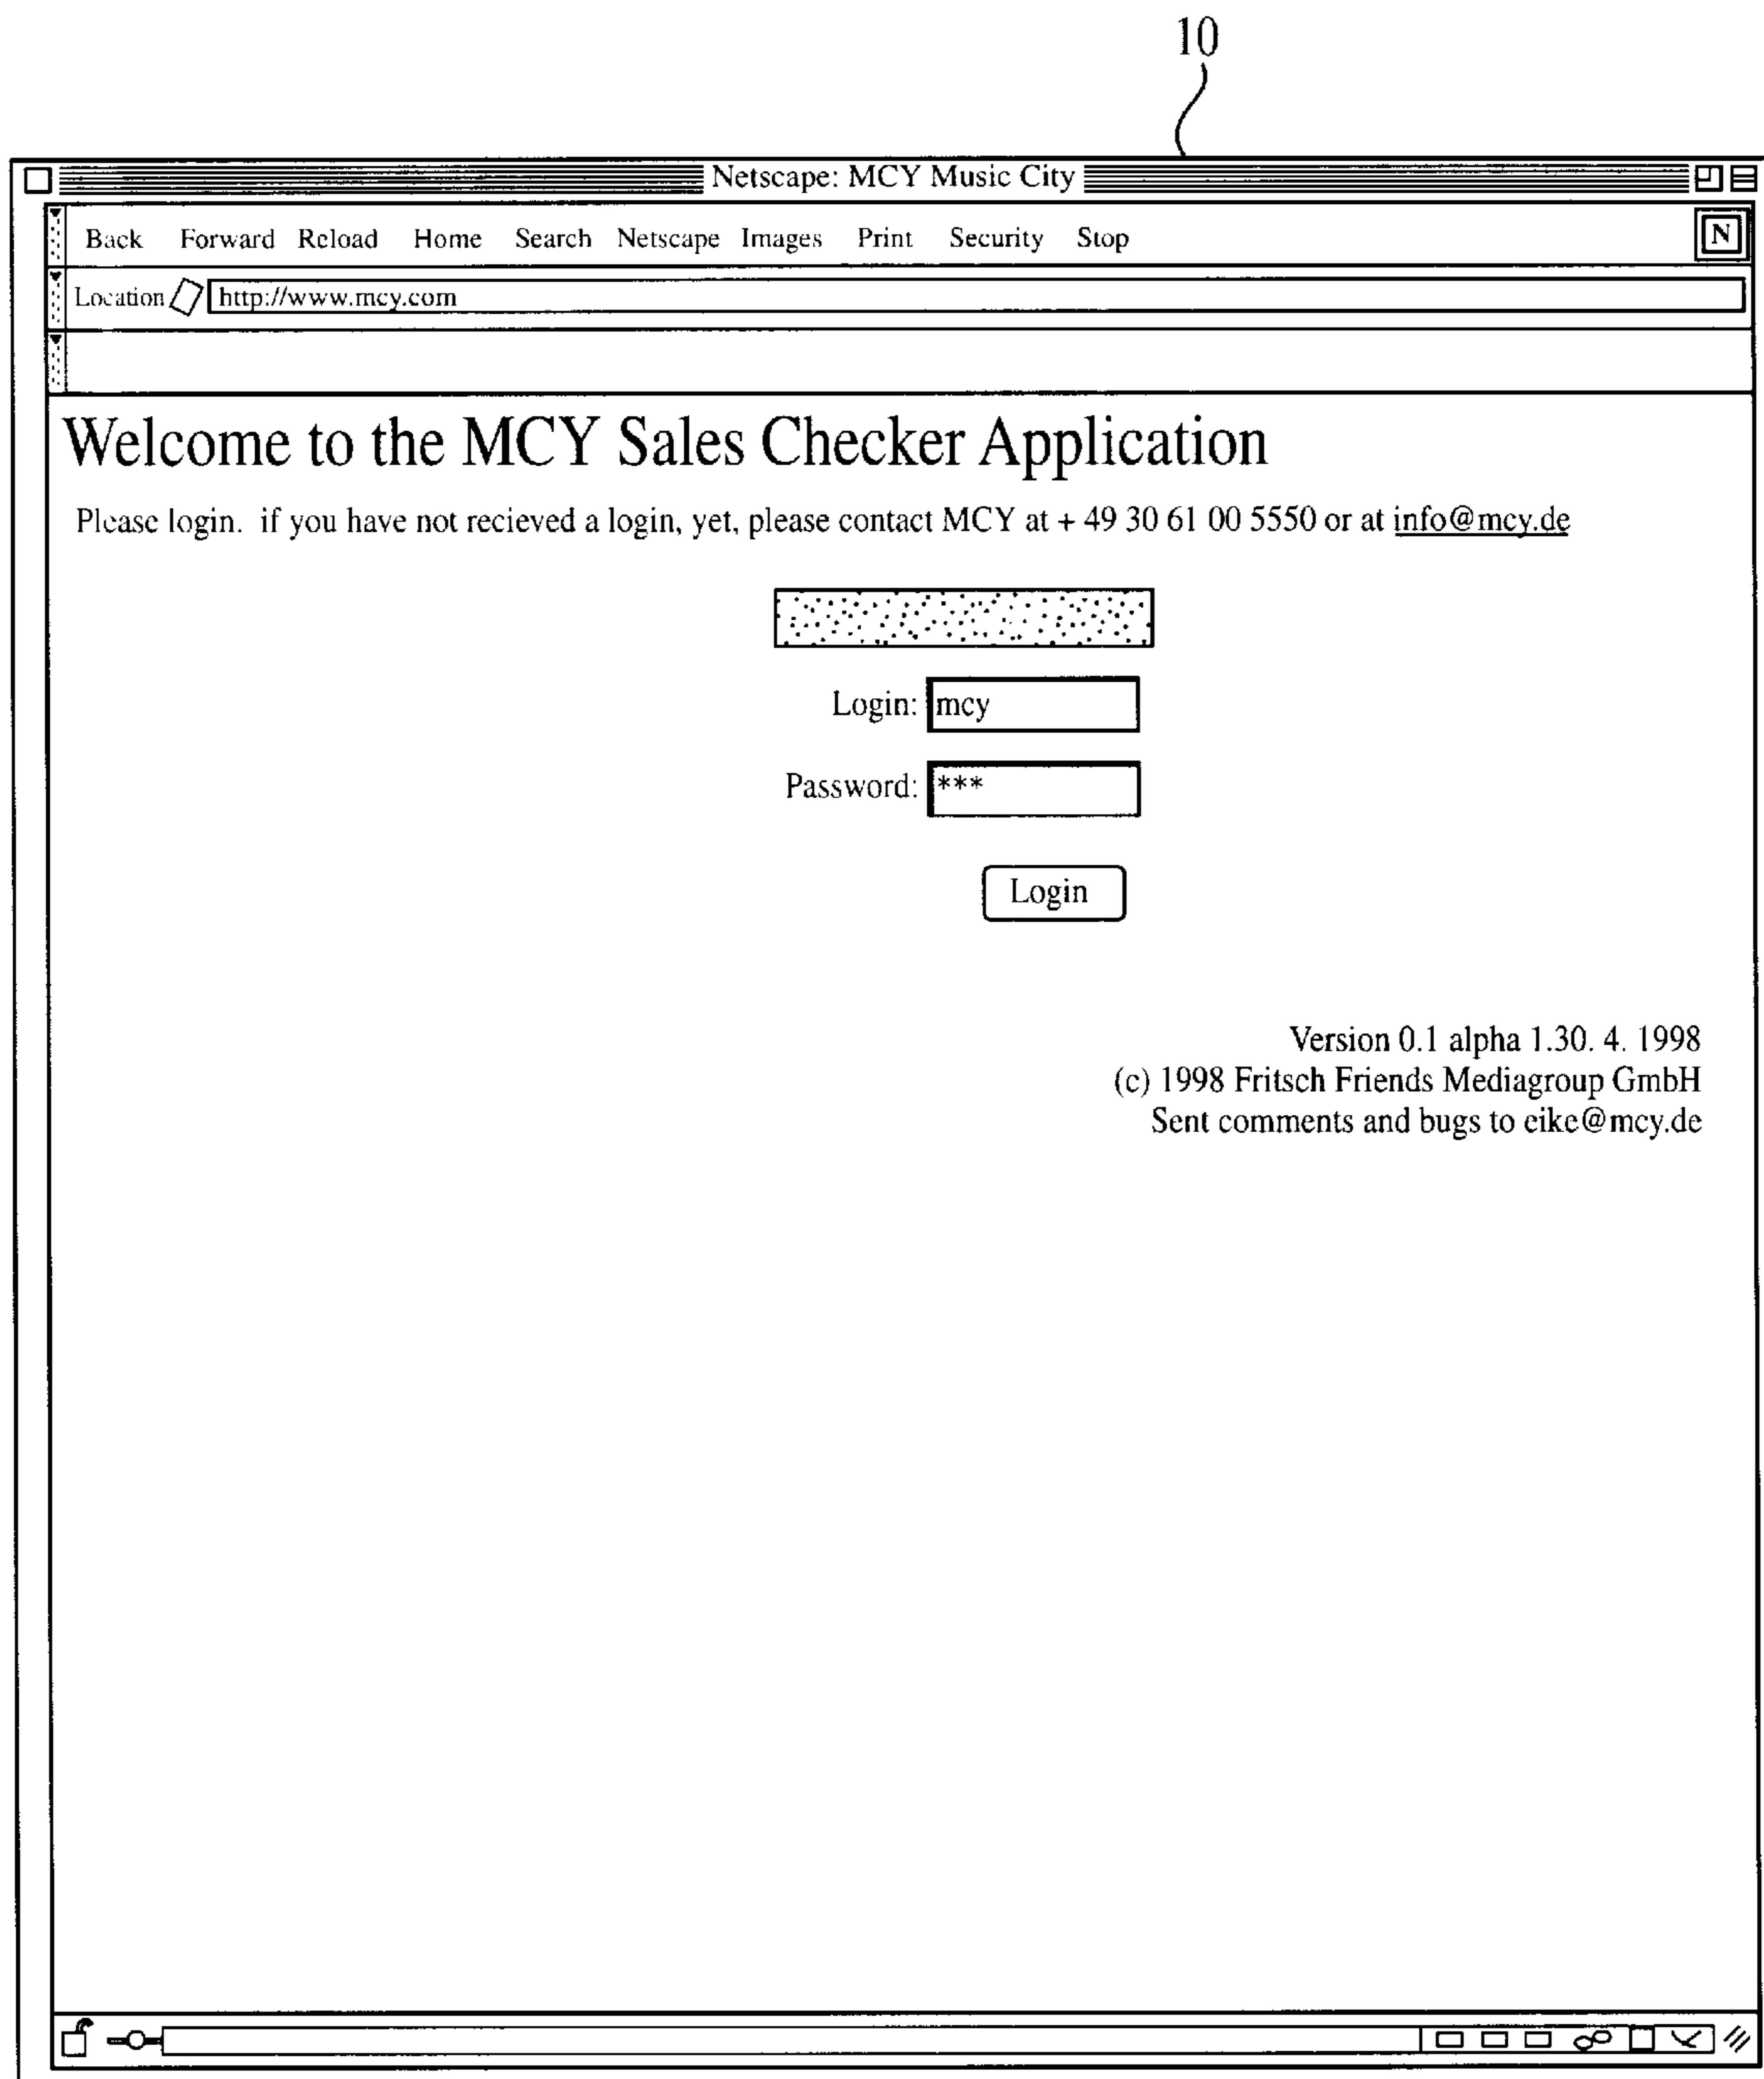 10
Netscape: MCY Music City
Back Forward Reload Home Search Netscape Images Print Security Stop
N
Location http://www.mcy.com
Welcome to the MCY Sales Checker Application
Please login. if you have not recieved a login, yet, please contact MCY at + 49 30 61 00 5550 or at info@mcy.de
Login: mcy
Password: ***
Login
Version 0.1 alpha 1.30. 4. 1998
(c) 1998 Fritsch Friends Mediagroup GmbH
Sent comments and bugs to eike@mcy.de